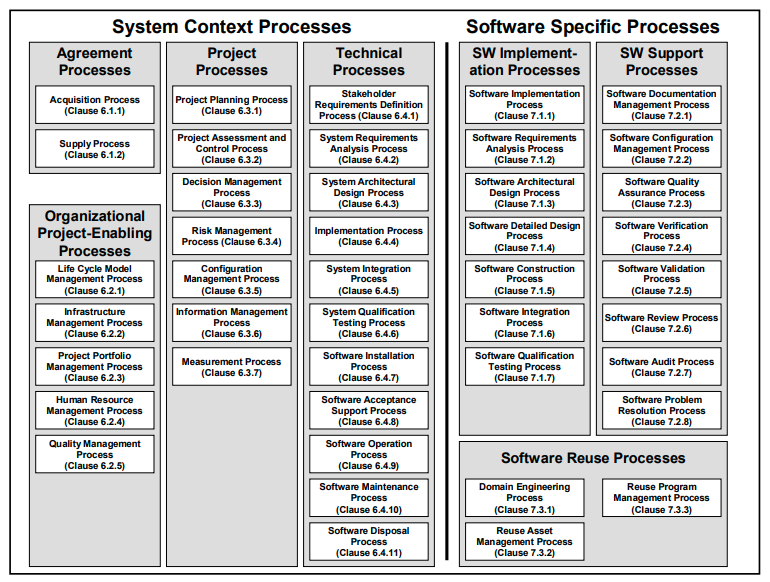 System Context Processes
Software Specific Processes
Agreement
Processes
Acquisition Process
(Clause 6.1.1)
Supply Process
(Clause 6.1.2)
Organizational
Project-Enabling
Processes
Life Cycle Model
Management Process
(Clause 6.2.1)
Infrastructure
Management Process
(Clause 6.2.2)
Project Portfolio
Management Process
(Clause 6.2.3)
Human Resource
Management Process
(Clause 6.2.4)
Quality Management
Process
(Clause 6.2.5)
Project
Processes
Project Planning Process
(Clause 6.3.1)
Project Assessment and
Control Process
(Clause 6.3.2)
Decision Management
Process
(Clause 6.3.3)
Risk Management
Process (Clause 6.3.4)
Configuration
Management Process
(Clause 6.3.5)
Information Management
Process
(Clause 6.3.6)
Measurement Process
(Clause 6.3.7)
Technical
Processes
Stakeholder
Requirements Definition
Process (Clause 6.4.1)
System Requirements
Analysis Process
(Clause 6.4.2)
System Architectural
Design Process
(Clause 6.4.3)
Implementation Process
(Clause 6.4.4)
System Integration
Process
(Clause 6.4.5)
System Qualification
Testing Process
(Clause 6.4.6)
Software Installation
Process
(Clause 6.4.7)
Software Acceptance
Support Process
(Clause 6.4.8)
Software Operation
Process
(Clause 6.4.9)
Software Maintenance
Process
(Clause 6.4.10)
Software Disposal
Process
(Clause 6.4.11)
SW Implement-
ation Processes
Software Implementation
Process
(Clause 7.1.1)
Software Requirements
Analysis Process
(Clause 7.1.2)
Software Architectural
Design Process
(Clause 7.1.3)
Software Detailed Design
Process
(Clause 7.1.4)
Software Construction
Process
(Clause 7.1.5)
Software Integration
Process
(Clause 7.1.6)
Software Qualification
Testing Process
(Clause 7.1.7)
SW Support
Processes
Software Documentation
Management Process
(Clause 7.2.1)
Software Configuration
Management Process
(Clause 7.2.2)
Software Quality
Assurance Process
(Clause 7.2.3)
Software Verification
Process
(Clause 7.2.4)
Software Validation
Process
(Clause 7.2.5)
Software Review Process
(Clause 7.2.6)
Software Audit Process
(Clause 7.2.7)
Software Problem
Resolution Process
(Clause 7.2.8)
Software Reuse Processes
Domain Engineering
Process
(Clause 7.3.1)
Reuse Asset
Management Process
(Clause 7.3.2)
Reuse Program
Management Process
(Clause 7.3.3)